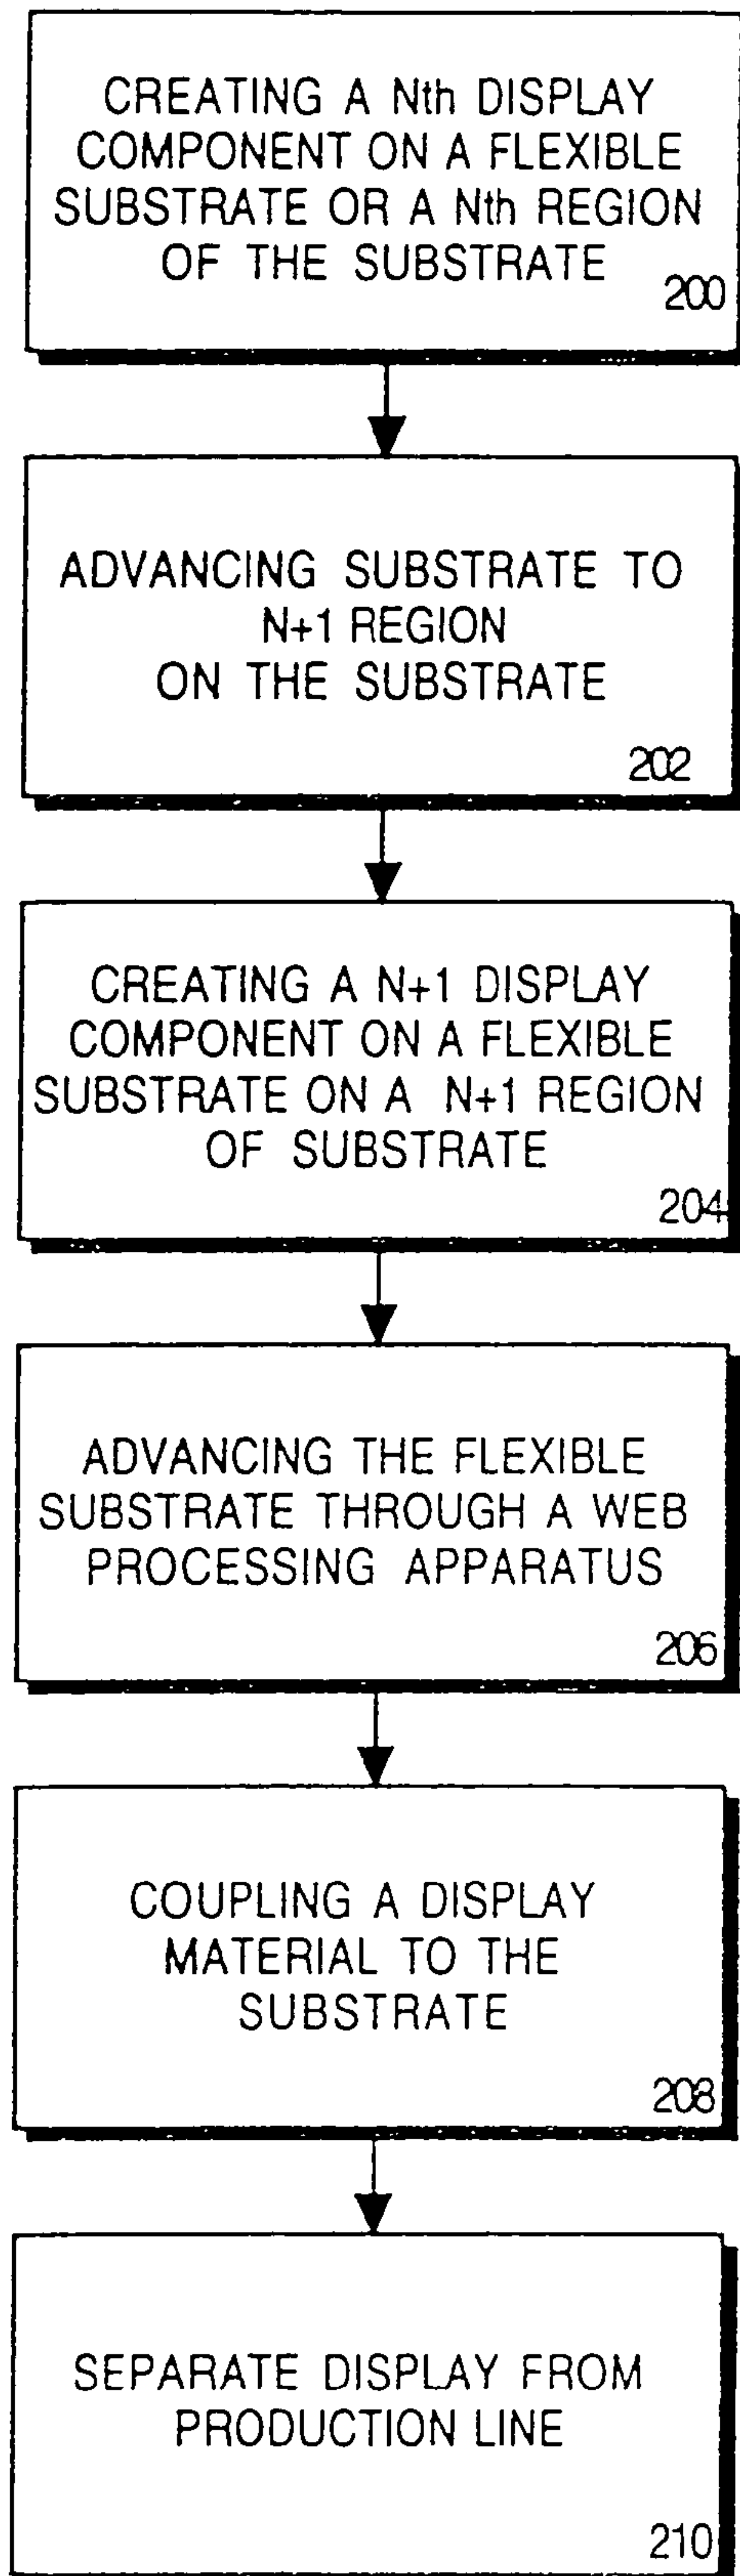 CREATING A Nth DISPLAY
COMPONENT ON A FLEXIBLE
SUBSTRATE OR A Nth REGION
OF THE SUBSTRATE
200
ADVANCING SUBSTRATE TO
N+1 REGION
ON THE SUBSTRATE
202
CREATING A N+1 DISPLAY
COMPONENT ON A FLEXIBLE
SUBSTRATE ON A N+1 REGION
OF SUBSTRATE
204
ADVANCING THE FLEXIBLE
SUBSTRATE THROUGH A WEB
PROCESSING APPARATUS
206
COUPLING A DISPLAY
MATERIAL TO THE
SUBSTRATE
208
SEPARATE DISPLAY FROM
PRODUCTION LINE
210